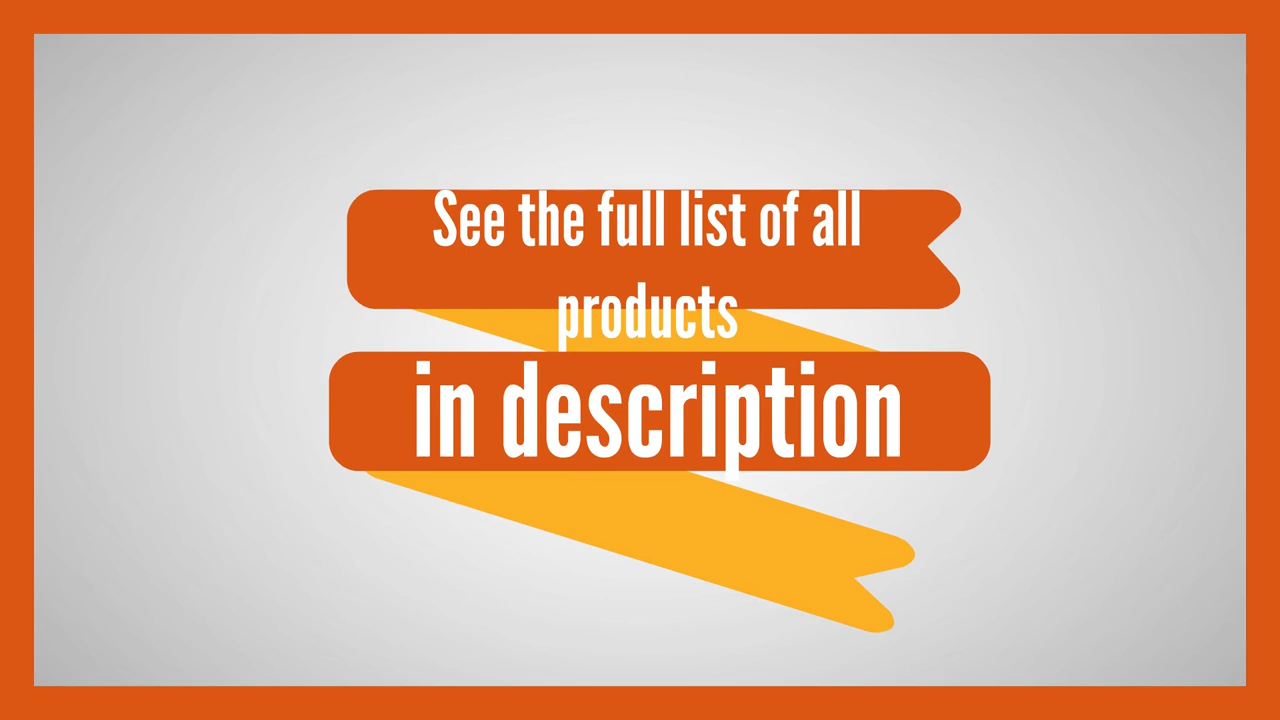 See the full list of all
products
in description